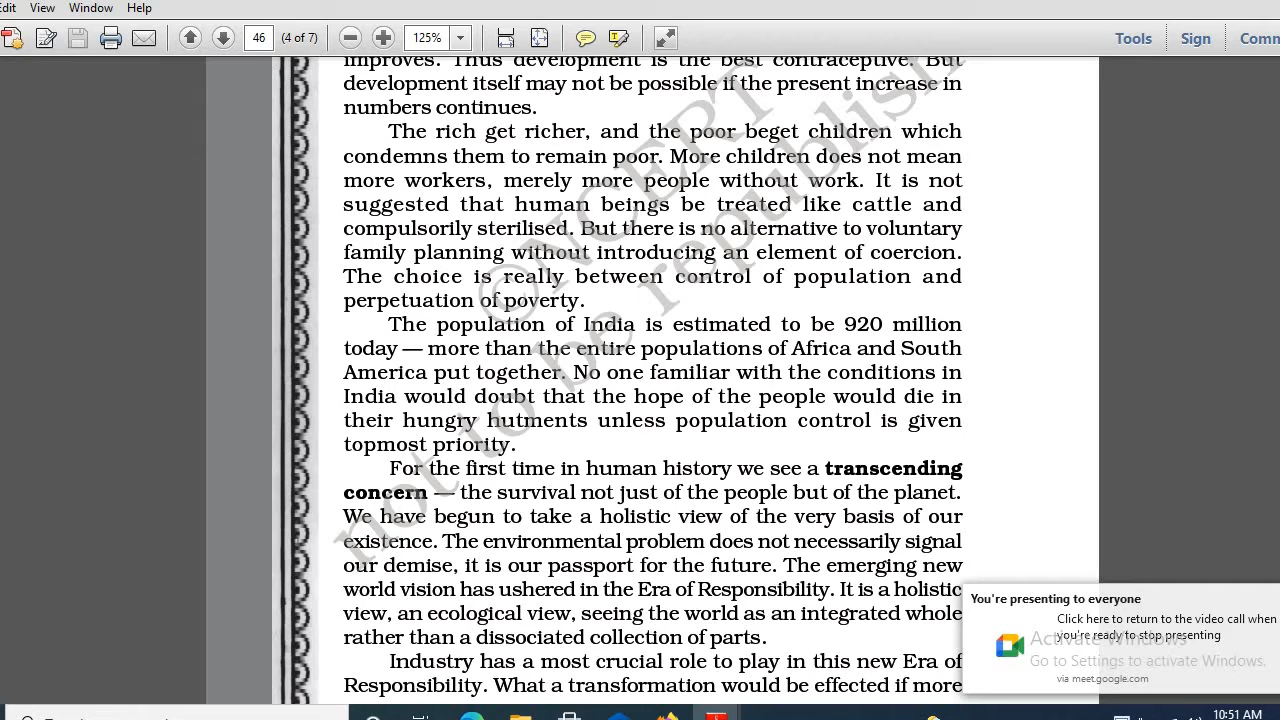 Edit View Window Help
46 (4 of 7) 125% Tools Sign Comm
improves. Thus development is the best contraceptive. But
development itself may not be possible if the present increase in
numbers continues.
The rich get richer, and the poor beget children which
condemns them to remain poor. More children does not mean
more workers, merely more people without work. It is not
suggested that human beings be treated like cattle and
compulsorily sterilised. But there is no alternative to voluntary
family planning without introducing an element of coercion.
The choice is really between control of population and
perpetuation of poverty.
The population of India is estimated to be 920 million
today — more than the entire populations of Africa and South
America put together. No one familiar with the conditions in
India would doubt that the hope of the people would die in
their hungry hutments unless population control is given
topmost priority.
For the first time in human history we see a transcending
concern — the survival not just of the people but of the planet.
We have begun to take a holistic view of the very basis of our
existence. The environmental problem does not necessarily signal
our demise, it is our passport for the future. The emerging new
world vision has ushered in the Era of Responsibility. It is a holistic
view, an ecological view, seeing the world as an integrated whole
rather than a dissociated collection of parts.
Industry has a most crucial role to play in this new Era of
Responsibility. What a transformation would be effected if more
©NCERT
not to be republish
You're presenting to everyone
Click here to return to the video call when
you're ready to stop presenting
via meet.google.com
Activate Windows
Go to Settings to activate Windows.
10:51 AM